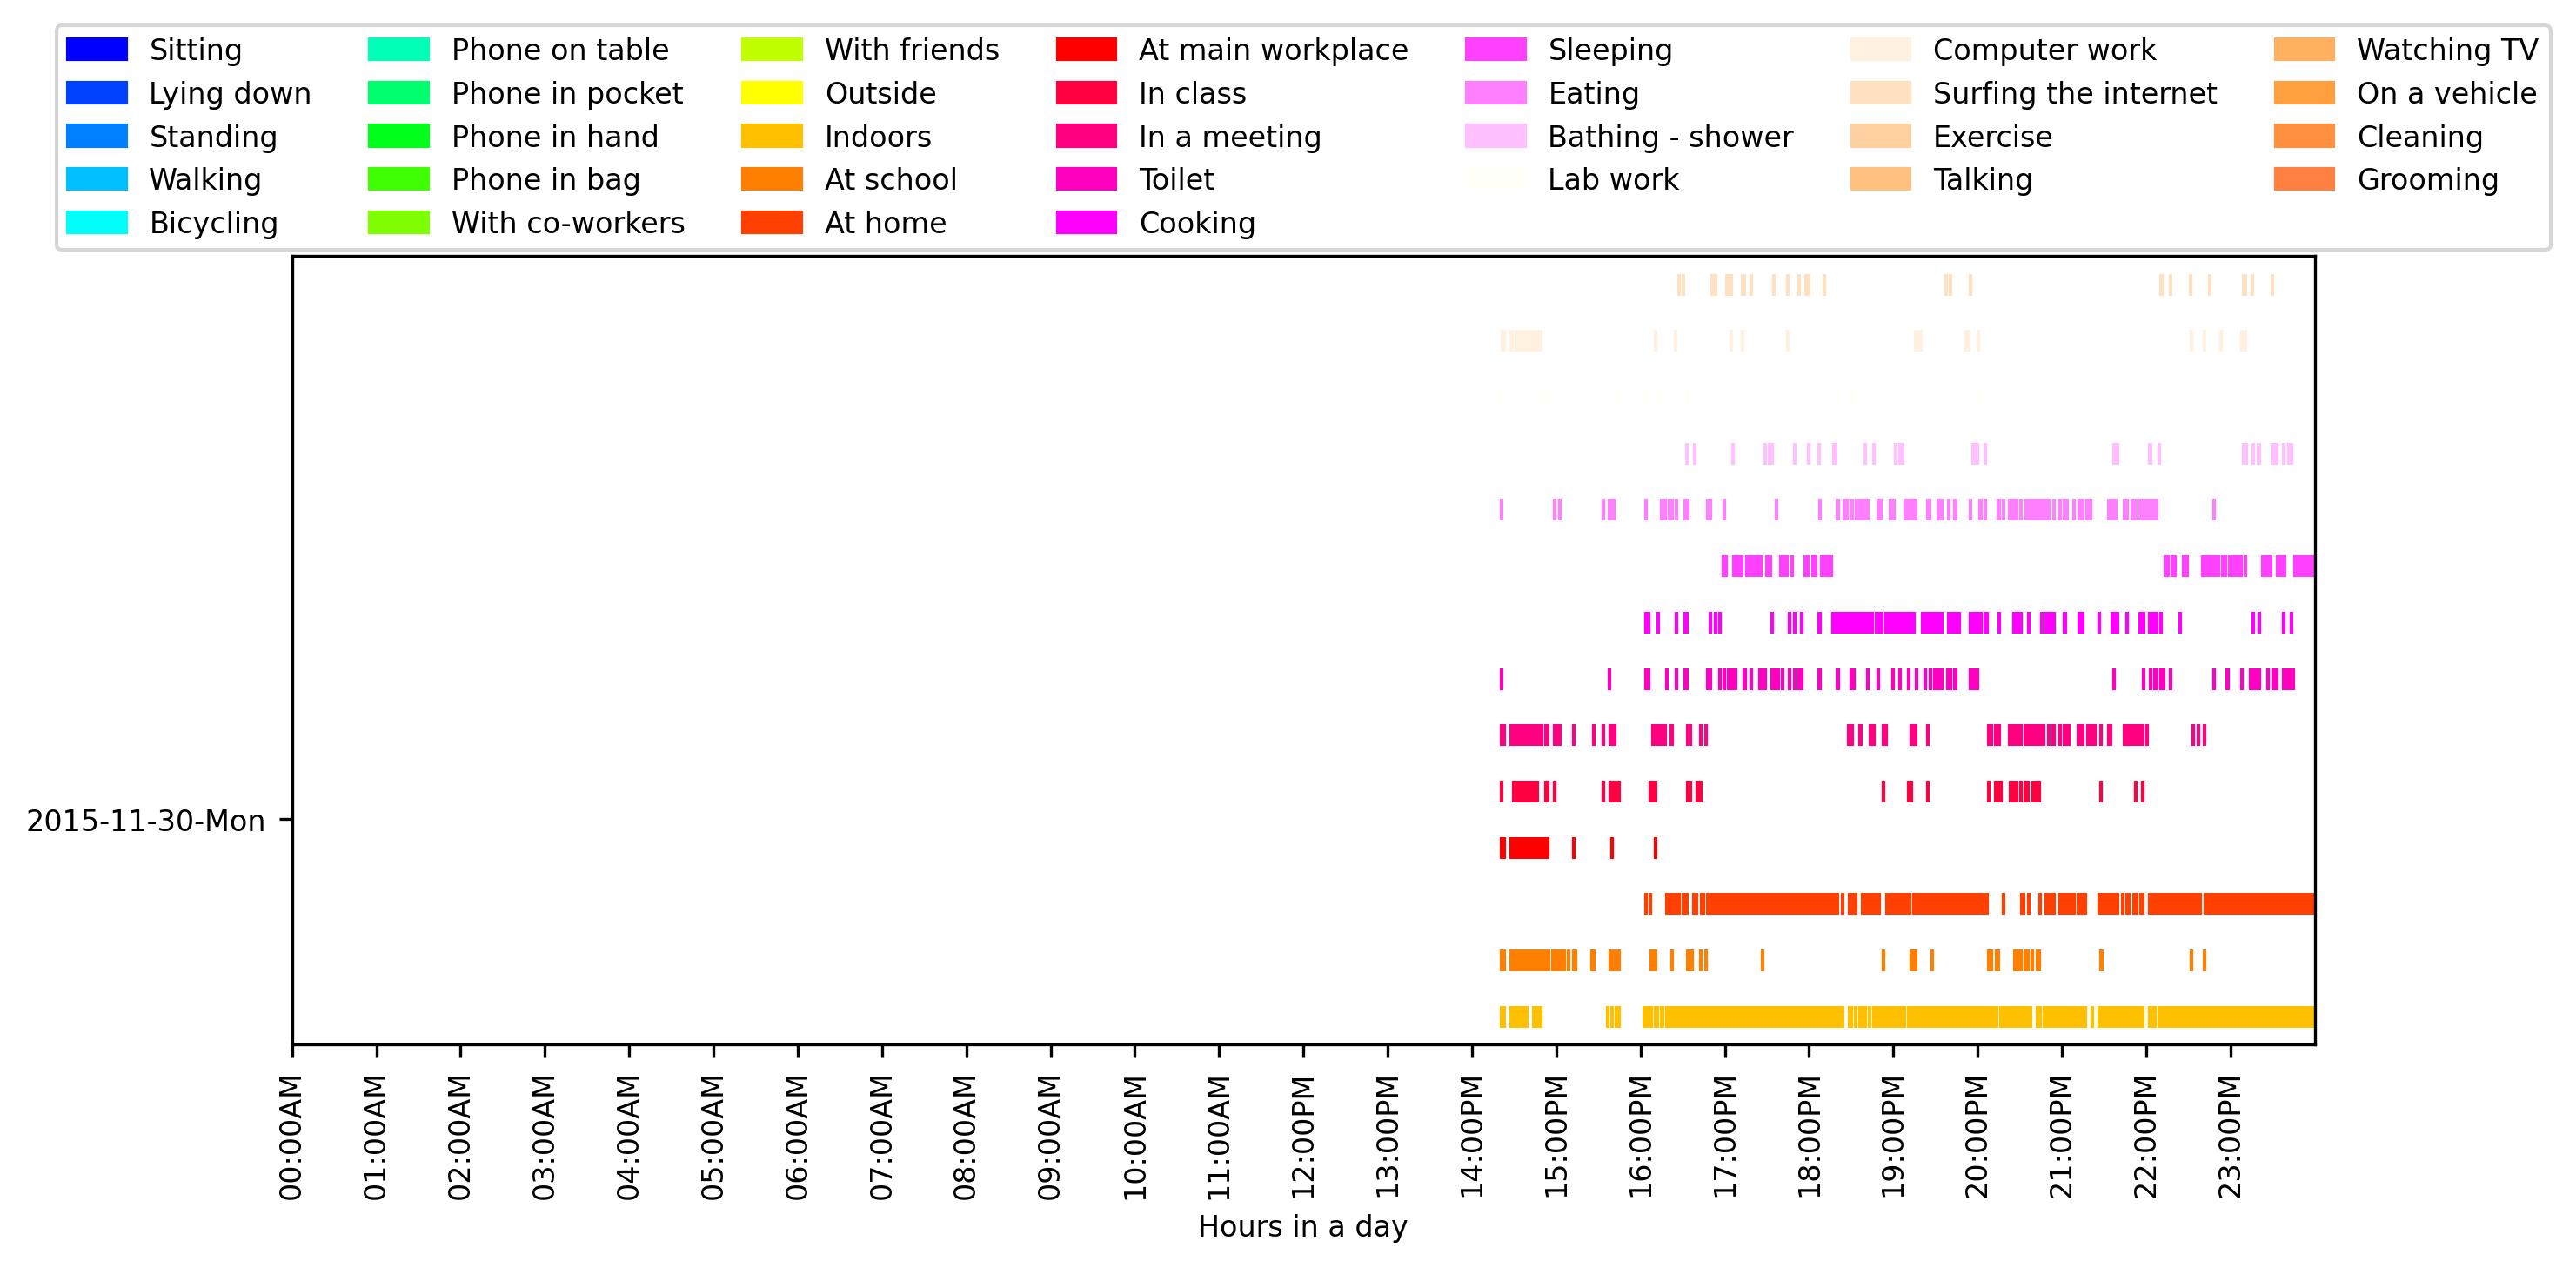 Sitting
Lying down
Standing
Walking
Bicycling
Phone on table
Phone in pocket
Phone in hand
Phone in bag
With co-workers
With friends
Outside
Indoors
At school
At home
At main workplace
In class
In a meeting
Toilet
Cooking
Sleeping
Eating
Bathing - shower
Lab work
Computer work
Surfing the internet
Exercise
Talking
Watching TV
On a vehicle
Cleaning
Grooming
2015-11-30-Mon
00:00AM
01:00AM
02:00AM
03:00AM
04:00AM
05:00AM
06:00AM
07:00AM
08:00AM
09:00AM
10:00AM
11:00AM
12:00PM
13:00PM
14:00PM
15:00PM
16:00PM
17:00PM
18:00PM
19:00PM
20:00PM
21:00PM
22:00PM
23:00PM
Hours in a day